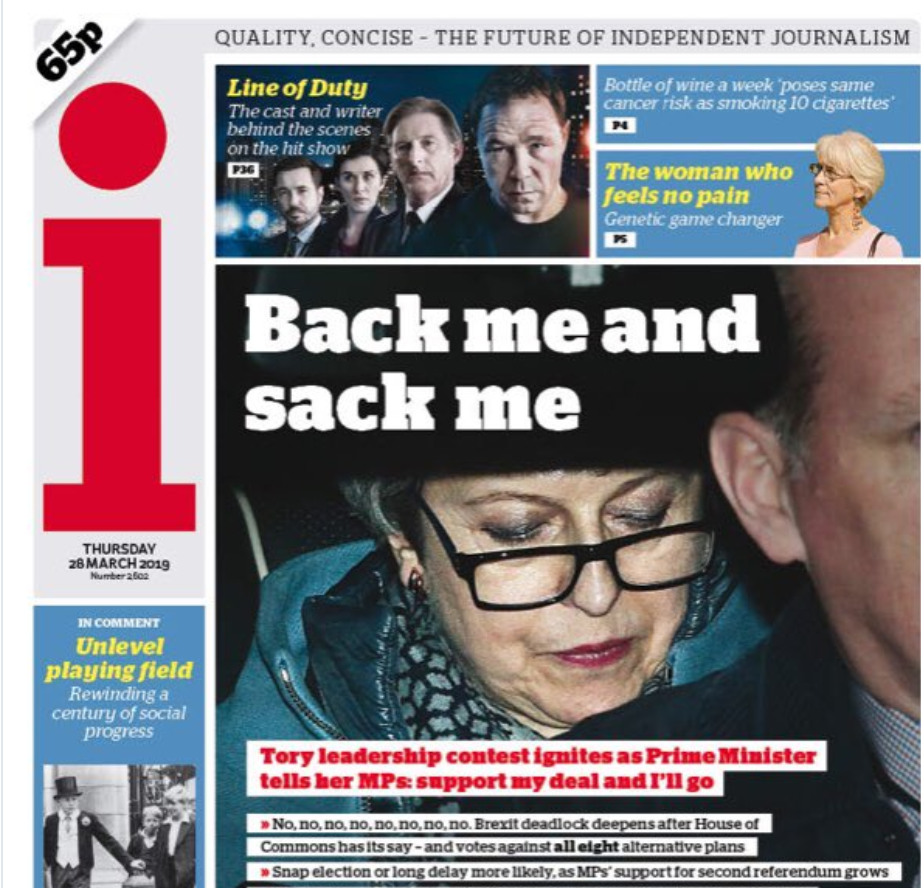 65p
QUALITY, CONCISE – THE FUTURE OF INDEPENDENT JOURNALISM
i
THURSDAY
28 MARCH 2019
Number 2,602
Line of Duty
The cast and writer
behind the scenes
on the hit show
P36
Bottle of wine a week ‘poses same
cancer risk as smoking 10 cigarettes’
P4
The woman who
feels no pain
Genetic game changer
P5
Back me and
sack me
Tory leadership contest ignites as Prime Minister
tells her MPs: support my deal and I’ll go
» No, no, no, no, no, no, no, no. Brexit deadlock deepens after House of
Commons has its say – and votes against all eight alternative plans
» Snap election or long delay more likely, as MPs’ support for second referendum grows
IN COMMENT
Unlevel
playing field
Rewinding a
century of social
progress